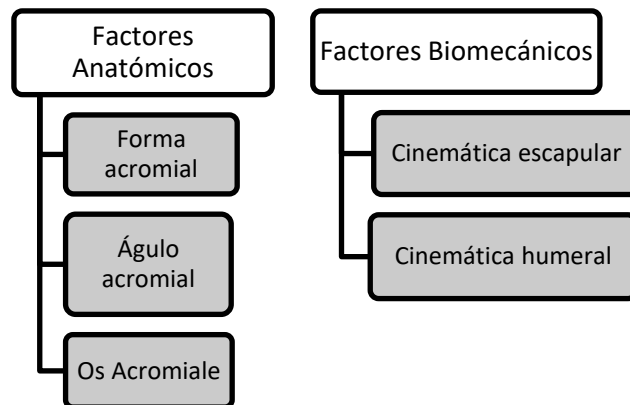 Factores
Anatómicos
Forma
acromial
Águlo
acromial
Os Acromiale
Factores Biomecánicos
Cinemática escapular
Cinemática humeral